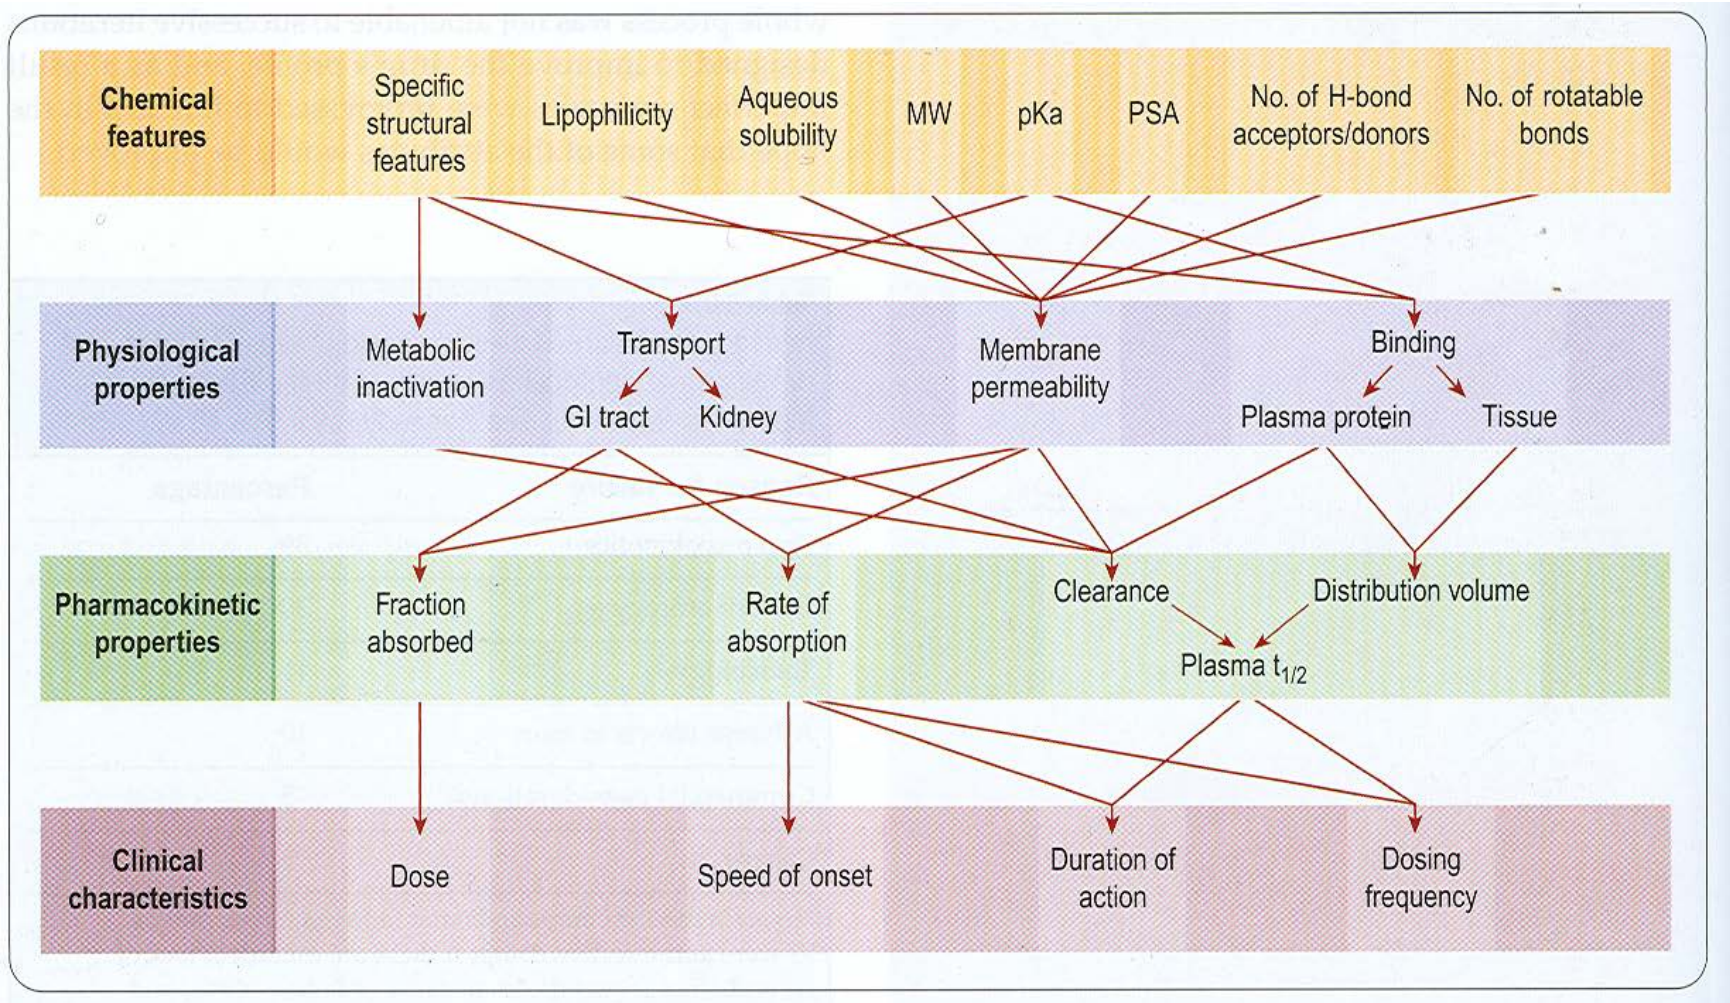 Chemical
features
Specific
structural
features
Lipophilicity
Aqueous
solubility
MW
pKa
PSA
No. of H-bond
acceptors/donors
No. of rotatable
bonds
Physiological
properties
Metabolic
inactivation
Transport
GI tract
Kidney
Membrane
permeability
Binding
Plasma protein
Tissue
Pharmacokinetic
properties
Fraction
absorbed
Rate of
absorption
Clearance
Distribution volume
Plasma t1/2
Clinical
characteristics
Dose
Speed of onset
Duration of
action
Dosing
frequency